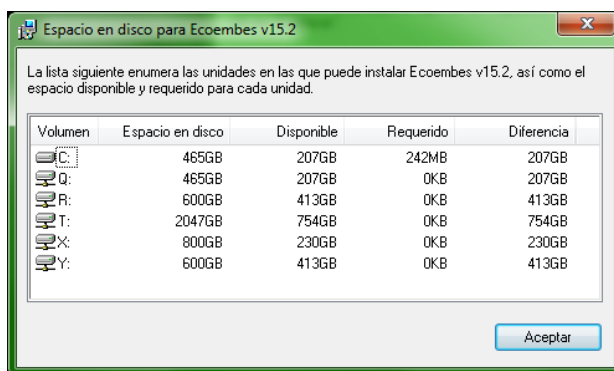 Espacio en disco para Ecoembes v15.2
La lista siguiente enumera las unidades en las que puede instalar Ecoembes v15.2, así como el
espacio disponible y requerido para cada unidad.
Volumen Espacio en disco Disponible Requerido Diferencia
C: 465GB 207GB 242MB 207GB
Q: 465GB 207GB 0KB 207GB
R: 600GB 413GB 0KB 413GB
T: 2047GB 754GB 0KB 754GB
X: 800GB 230GB 0KB 230GB
Y: 600GB 413GB 0KB 413GB
Aceptar